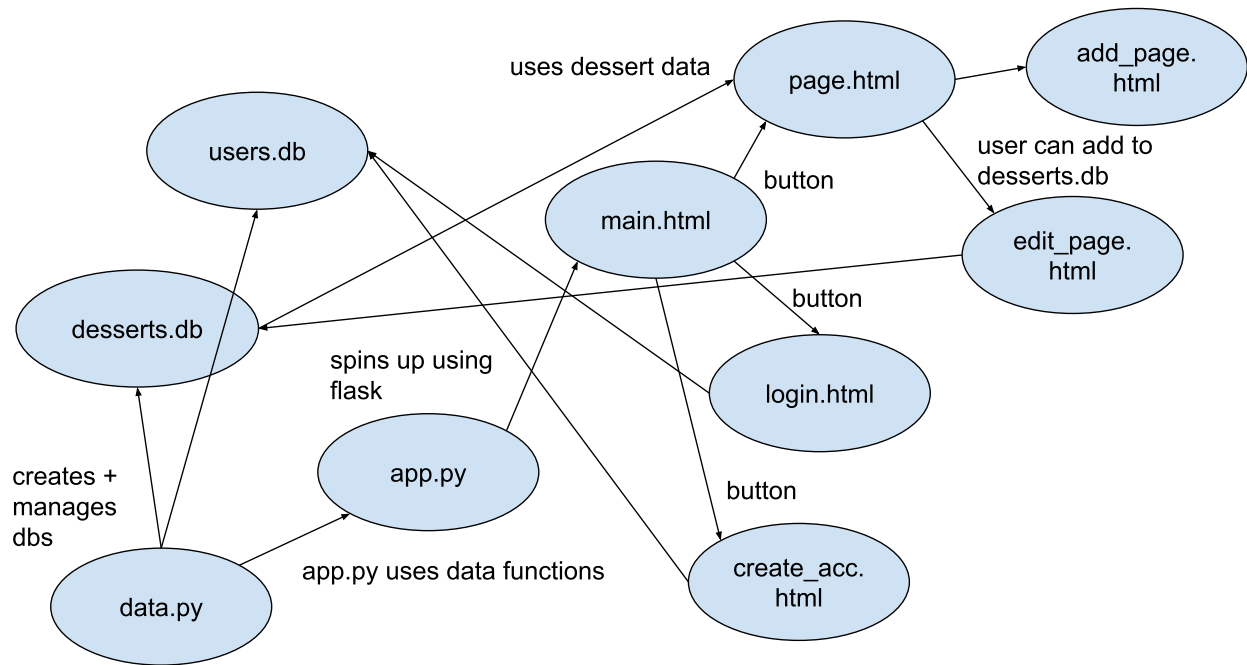 add_page.
html
uses dessert data
page.html
users.db
user can add to
desserts.db
button
main.html
edit_page.
html
button
desserts.db
spins up using
flask
login.html
app.py
creates +
manages
dbs
button
app.py uses data functions
create_acc.
html
data.py